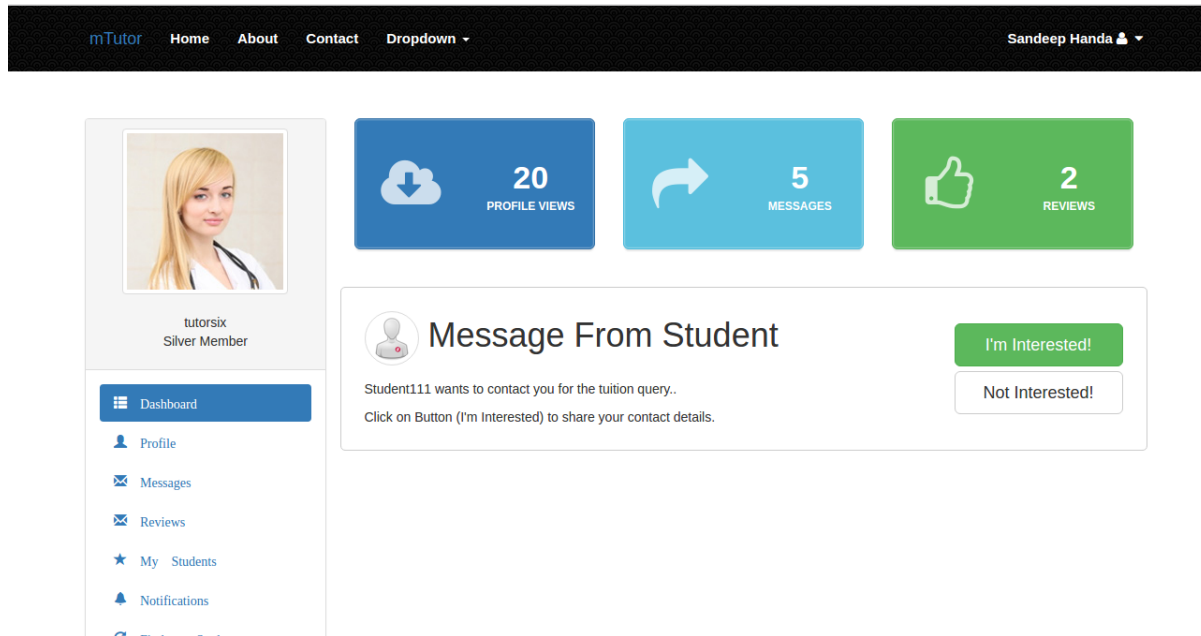 mTutor Home About Contact Dropdown Sandeep Handa
20
PROFILE VIEWS
5
MESSAGES
2
REVIEWS
tutorsix
Silver Member
Dashboard
Profile
Messages
Reviews
My Students
Notifications
Message From Student
Student111 wants to contact you for the tuition query..
Click on Button (I'm Interested) to share your contact details.
I'm Interested!
Not Interested!